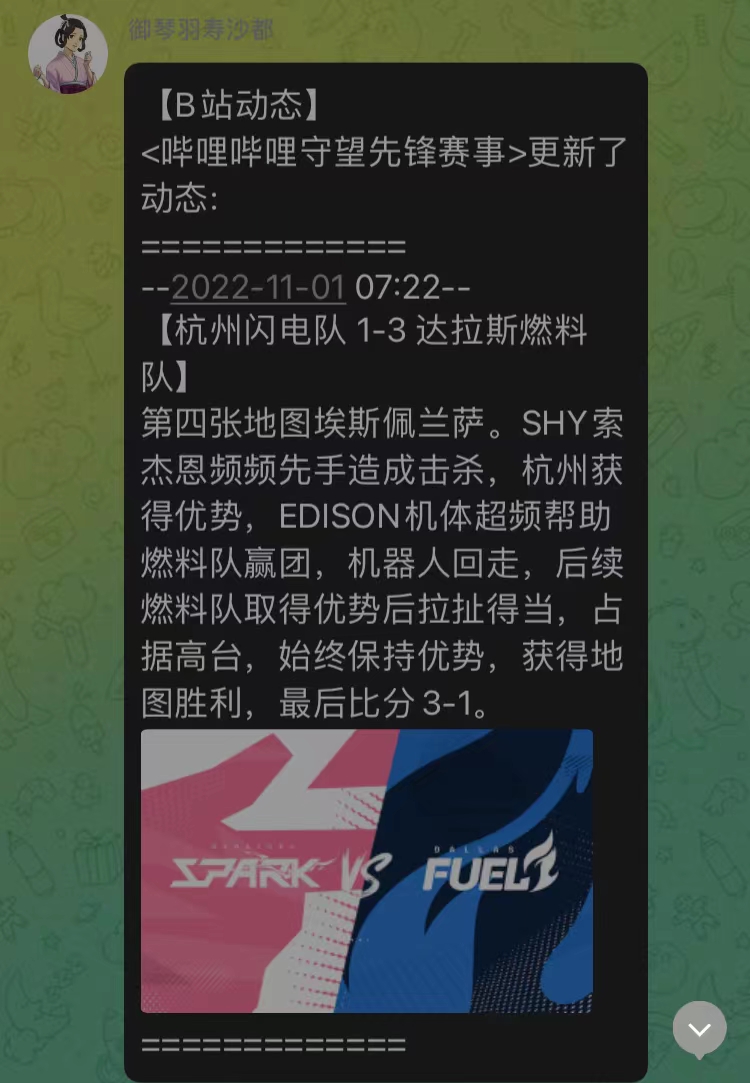 御琴羽寿沙都
【B站动态】
<哔哩哔哩守望先锋赛事>更新了
动态:
=============
--2022-11-01 07:22--
【杭州闪电队 1-3 达拉斯燃料
队】
第四张地图埃斯佩兰萨。SHY索
杰恩频频先手造成击杀，杭州获
得优势，EDISON机体超频帮助
燃料队赢团，机器人回走，后续
燃料队取得优势后拉扯得当，占
据高台，始终保持优势，获得地
图胜利，最后比分 3-1。
HANGZHOU DALLAS
SPARK VS FUEL
=============